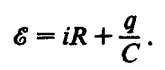 ℰ = iR + q/C.